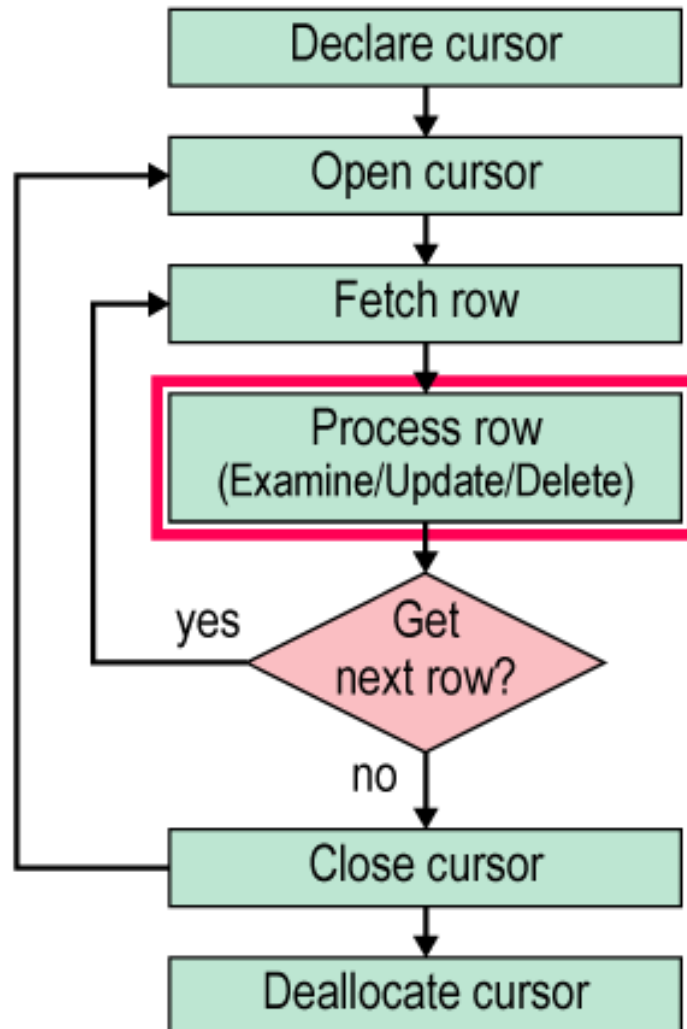 Declare cursor
Open cursor
Fetch row
Process row
(Examine/Update/Delete)
yes
Get
next row?
no
Close cursor
Deallocate cursor